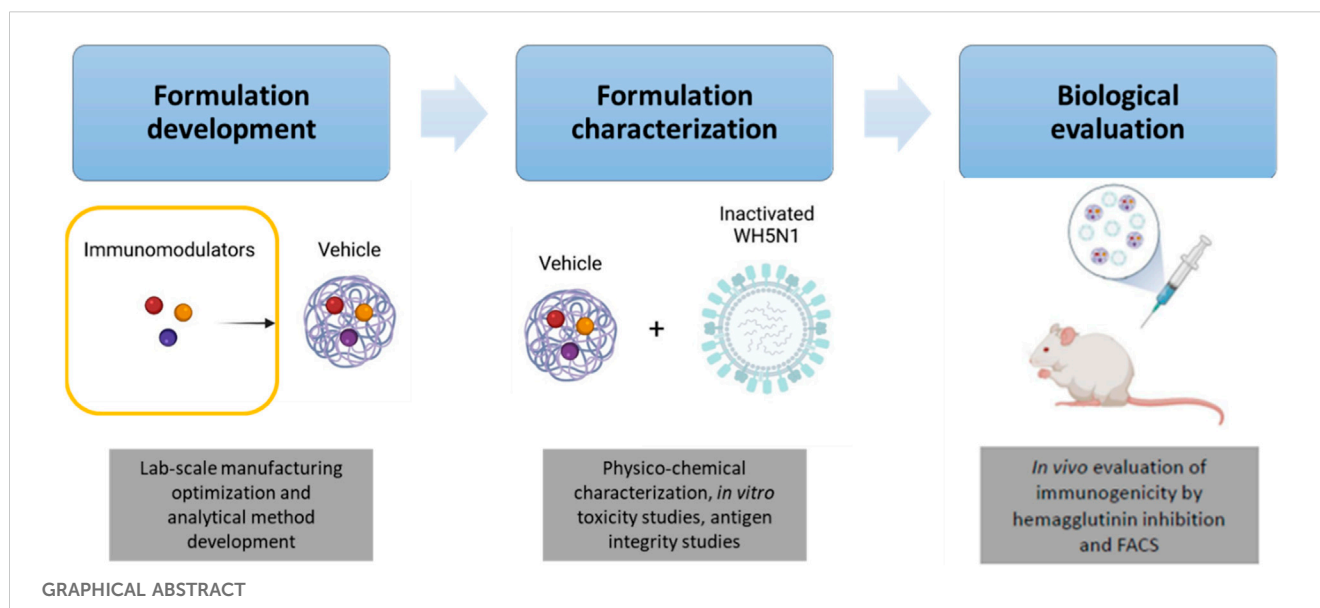 Formulation
development
Formulation
characterization
Biological
evaluation
Immunomodulators
Vehicle
Vehicle
+
Inactivated
WH5N1
Lab-scale manufacturing
optimization and
analytical method
development
Physico-chemical
characterization, in vitro
toxicity studies, antigen
integrity studies
In vivo evaluation of
immunogenicity by
hemagglutinin inhibition
and FACS
GRAPHICAL ABSTRACT